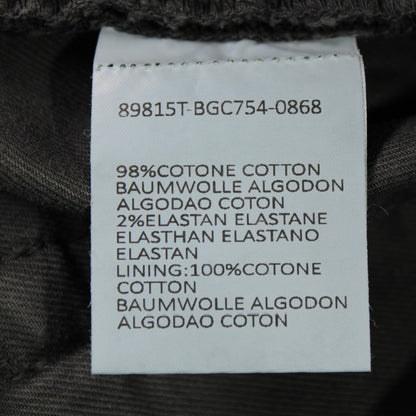 89815T-BGC754-0868
98%COTONE COTTON
BAUMWOLLE ALGODON
ALGODAO COTON
2%ELASTAN ELASTANE
ELASTHAN ELASTANO
ELASTAN
LINING:100%COTONE
COTTON
BAUMWOLLE ALGODON
ALGODAO COTON